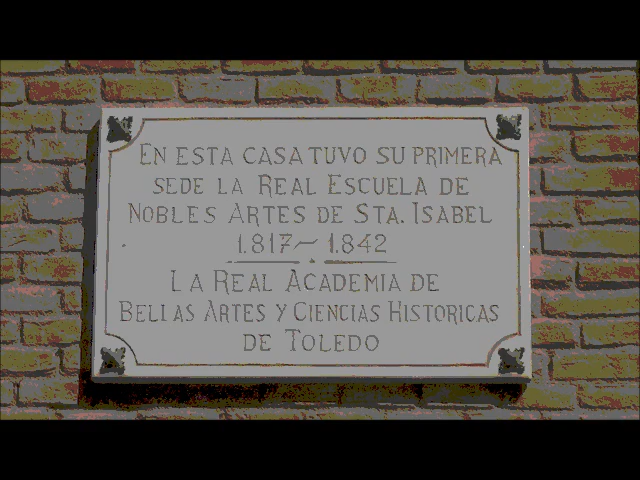 EN ESTA CASA TUVO SU PRIMERA
SEDE LA REAL ESCUELA DE
NOBLES ARTES DE STA. ISABEL
1.817~1.842
LA REAL ACADEMIA DE
BELLAS ARTES Y CIENCIAS HISTORICAS
DE TOLEDO